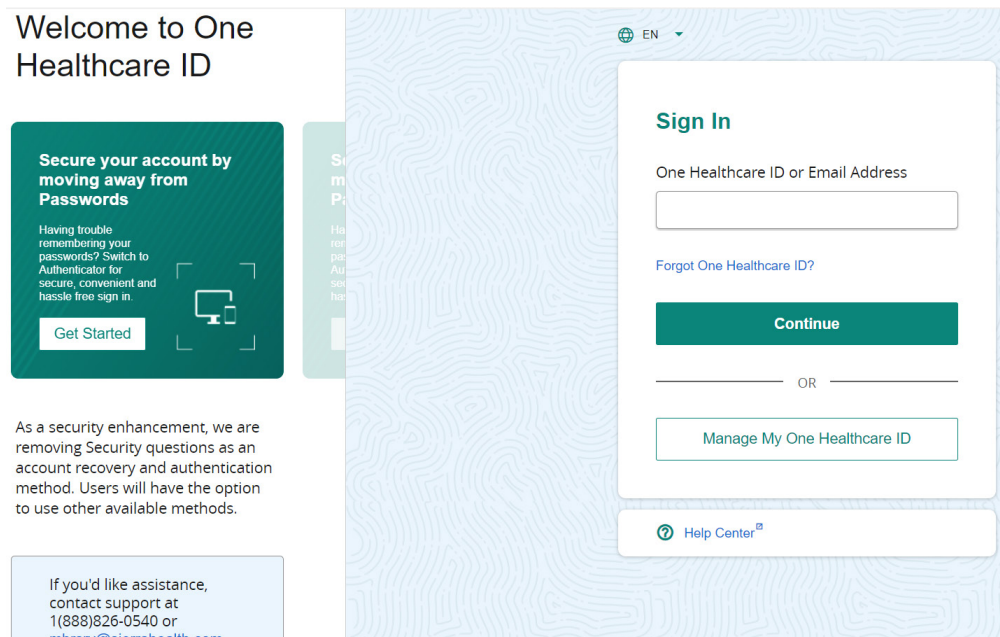 Welcome to One
Healthcare ID
Secure your account by
moving away from
Passwords
Having trouble
remembering your
passwords? Switch to
Authenticator for
secure, convenient and
hassle free sign in.
Get Started
As a security enhancement, we are
removing Security questions as an
account recovery and authentication
method. Users will have the option
to use other available methods.
If you'd like assistance,
contact support at
1(888)826-0540 or
EN
Sign In
One Healthcare ID or Email Address
Forgot One Healthcare ID?
Continue
OR
Manage My One Healthcare ID
Help Center